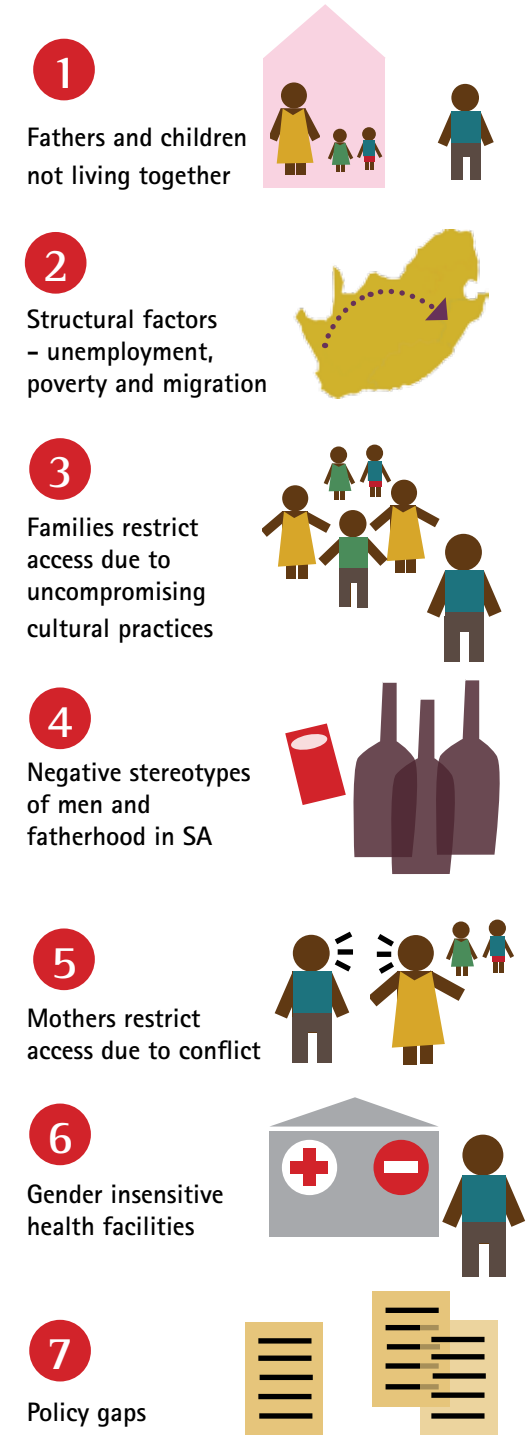 1
Fathers and children
not living together
2
Structural factors
- unemployment,
poverty and migration
3
Families restrict
access due to
uncompromising
cultural practices
4
Negative stereotypes
of men and
fatherhood in SA
5
Mothers restrict
access due to conflict
6
Gender insensitive
health facilities
7
Policy gaps